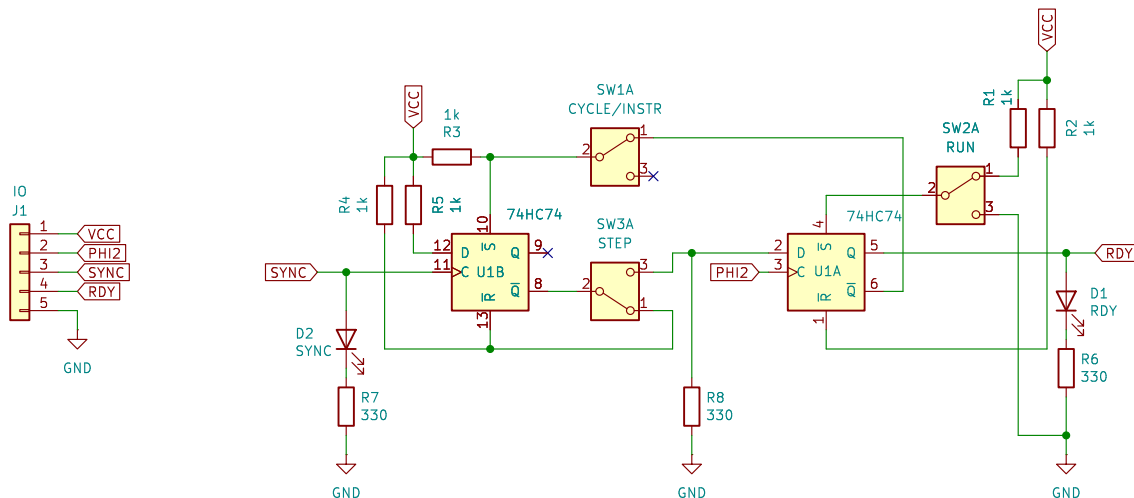 IO
J1
1
VCC
2
PHI2
3
SYNC
4
RDY
5
GND
VCC
1k
R3
R4
1k
R5
1k
SW1A
CYCLE/INSTR
2
1
3
74HC74
10
S
12
D
Q
9
11
C
U1B
R
Q
8
13
SYNC
D2
SYNC
R7
330
GND
SW3A
STEP
3
2
1
R8
330
GND
VCC
R1
1k
R2
1k
SW2A
RUN
1
2
3
74HC74
4
S
2
D
Q
5
PHI2
3
C
U1A
R
Q
6
1
RDY
D1
RDY
R6
330
GND